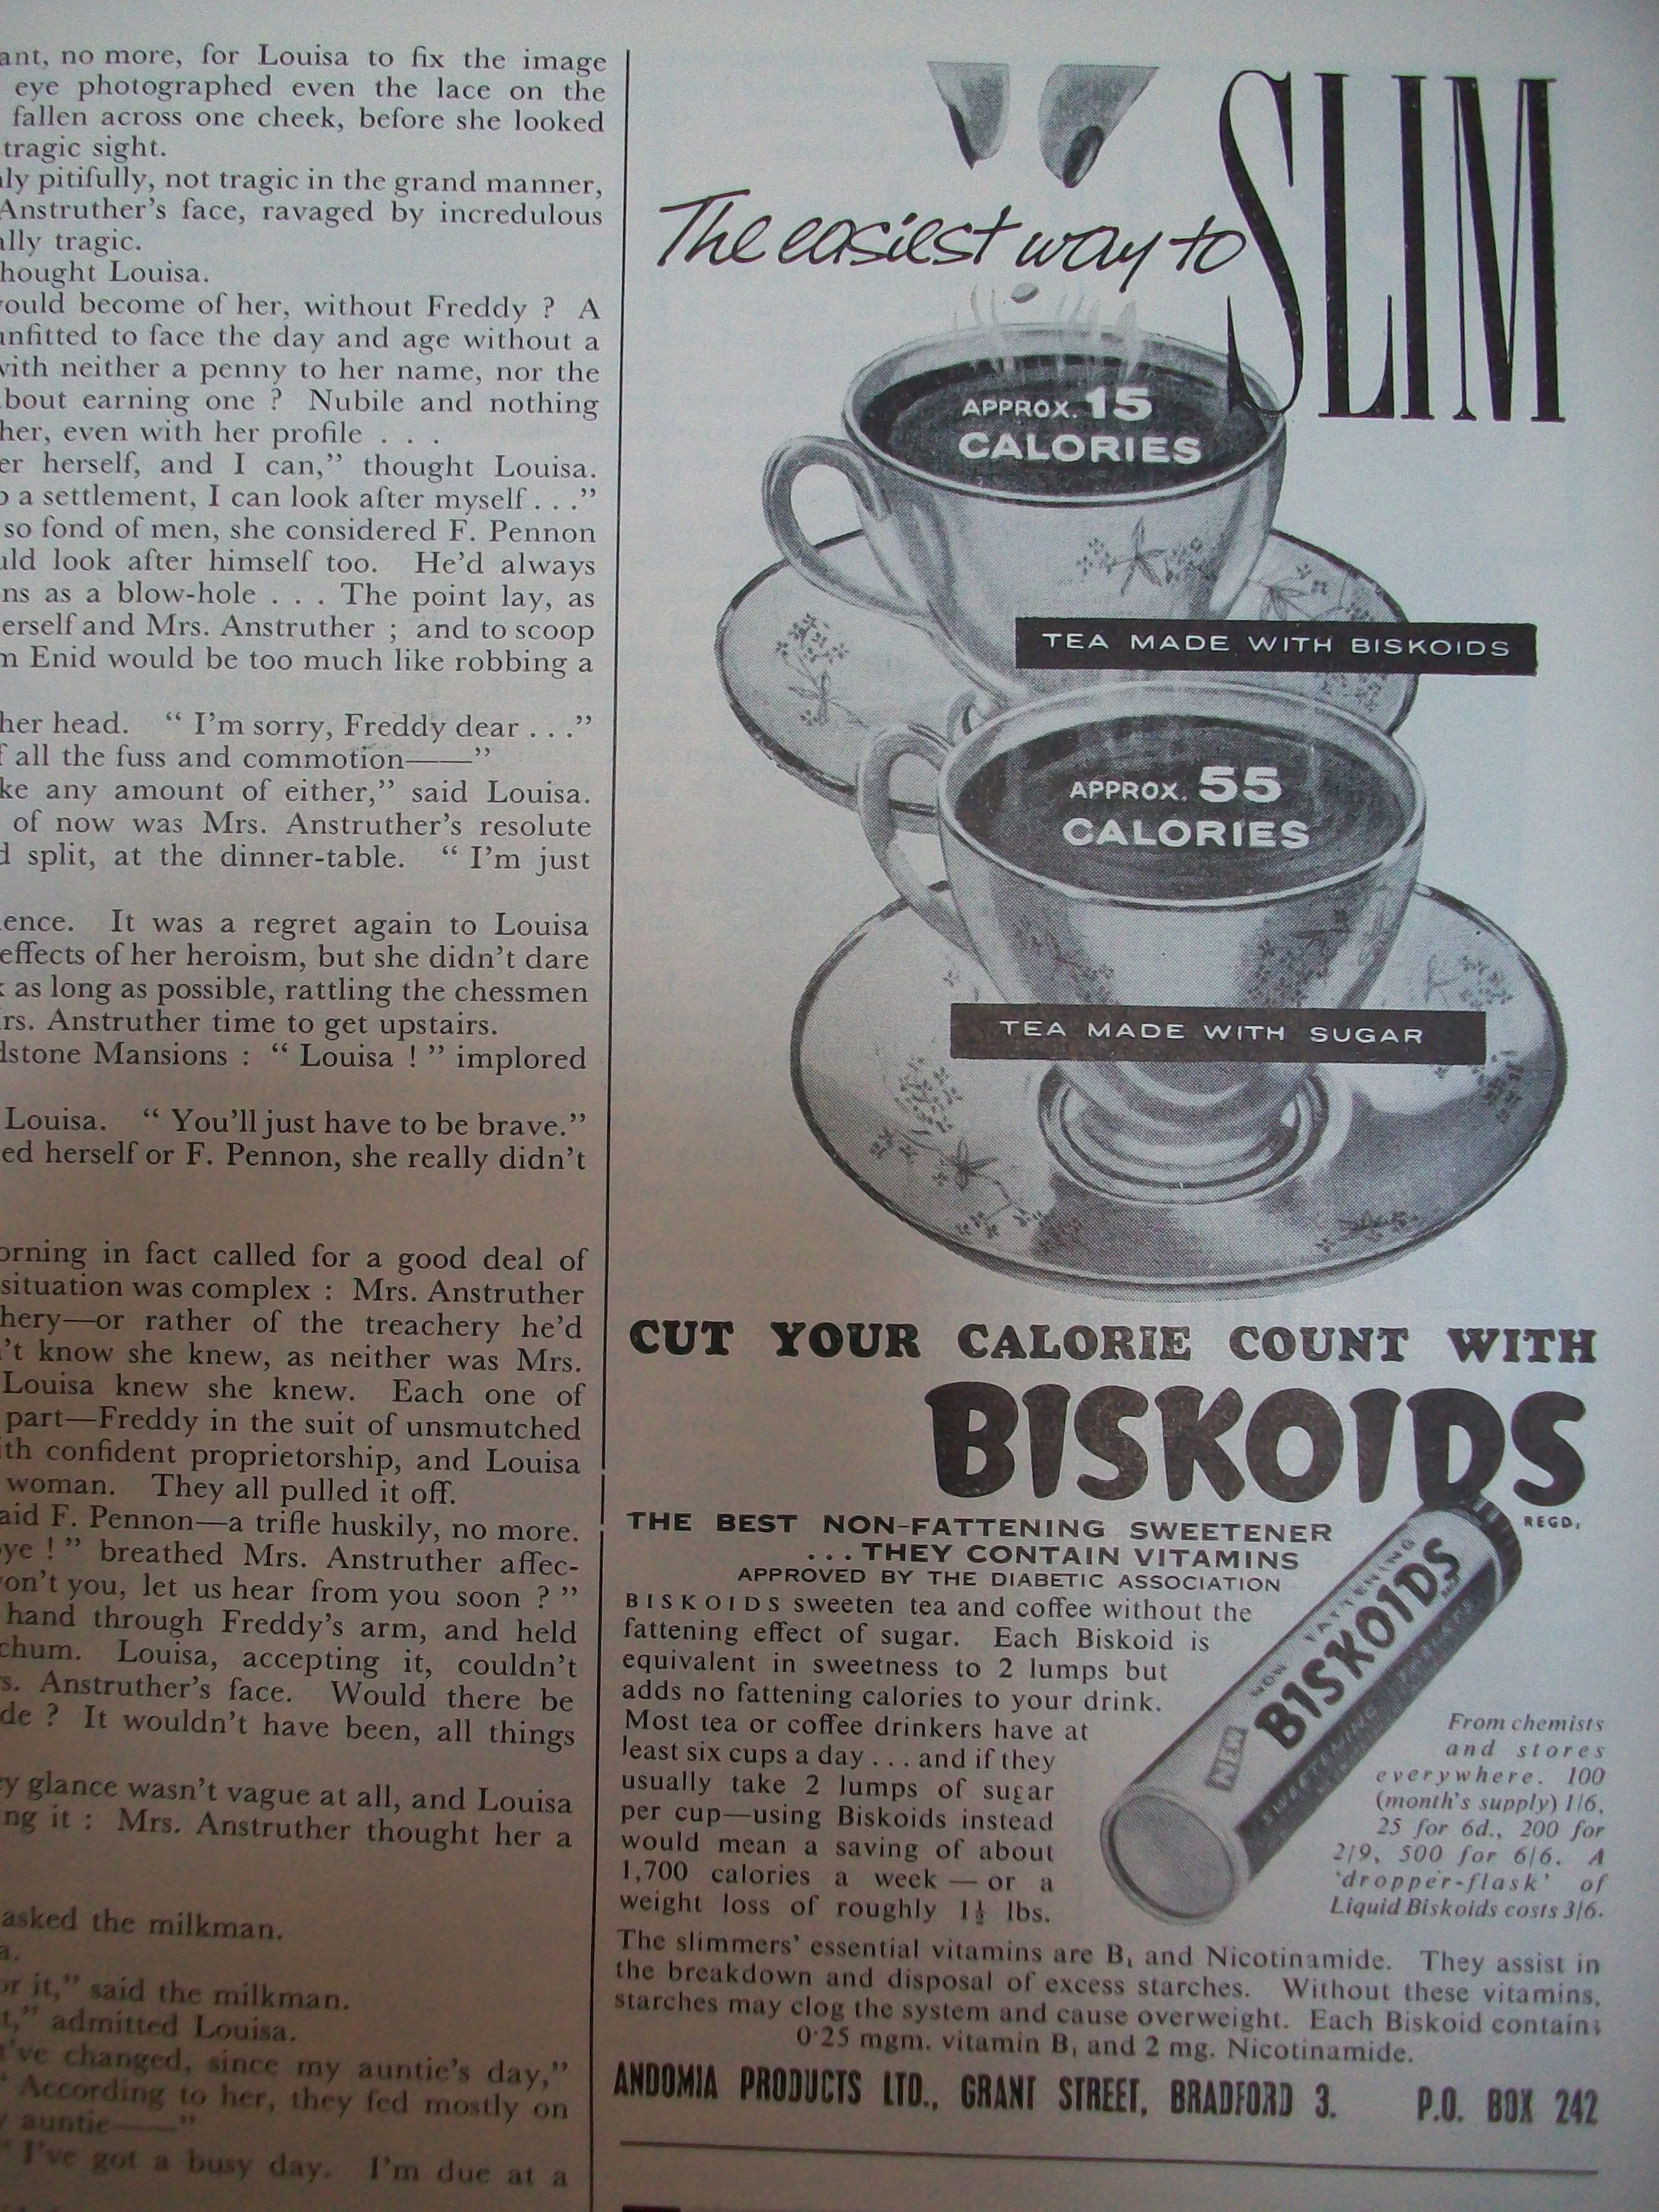 ant, no more, for Louisa to fix the image
eye photographed even the lace on the
fallen across one cheek, before she looked
tragic sight.
ly pitifully, not tragic in the grand manner,
Anstruther's face, ravaged by incredulous
ally tragic.
hought Louisa.
ould become of her, without Freddy ? A
unfitted to face the day and age without a
with neither a penny to her name, nor the
bout earning one ? Nubile and nothing
her, even with her profile . . .
er herself, and I can,” thought Louisa.
a settlement, I can look after myself . . .”
so fond of men, she considered F. Pennon
uld look after himself too. He'd always
ns as a blow-hole . . . The point lay, as
erself and Mrs. Anstruther ; and to scoop
m Enid would be too much like robbing a
her head. “ I'm sorry, Freddy dear . . .”
f all the fuss and commotion——”
ke any amount of either,” said Louisa.
of now was Mrs. Anstruther's resolute
d split, at the dinner-table. “ I'm just
ence. It was a regret again to Louisa
effects of her heroism, but she didn't dare
k as long as possible, rattling the chessmen
rs. Anstruther time to get upstairs.
dstone Mansions : “ Louisa ! ” implored
Louisa. “ You'll just have to be brave.”
ed herself or F. Pennon, she really didn't
orning in fact called for a good deal of
situation was complex : Mrs. Anstruther
hery—or rather of the treachery he'd
't know she knew, as neither was Mrs.
Louisa knew she knew. Each one of
part—Freddy in the suit of unsmutched
ith confident proprietorship, and Louisa
woman. They all pulled it off.
aid F. Pennon—a trifle huskily, no more.
ye ! ” breathed Mrs. Anstruther affec-
on't you, let us hear from you soon ? ”
hand through Freddy's arm, and held
chum. Louisa, accepting it, couldn't
s. Anstruther's face. Would there be
de ? It wouldn't have been, all things
y glance wasn't vague at all, and Louisa
ng it : Mrs. Anstruther thought her a
asked the milkman.
a.
or it,” said the milkman.
t,” admitted Louisa.
t've changed, since my auntie's day,”
According to her, they fed mostly on
auntie——”
I've got a busy day. I'm due at a
The easiest way to SLIM
APPROX. 15
CALORIES
TEA MADE WITH BISKOIDS
APPROX. 55
CALORIES
TEA MADE WITH SUGAR
CUT YOUR CALORIE COUNT WITH
BISKOIDS
REGD.
THE BEST NON-FATTENING SWEETENER
. . . THEY CONTAIN VITAMINS
APPROVED BY THE DIABETIC ASSOCIATION
BISKOIDS sweeten tea and coffee without the
fattening effect of sugar. Each Biskoid is
equivalent in sweetness to 2 lumps but
adds no fattening calories to your drink.
Most tea or coffee drinkers have at
least six cups a day . . . and if they
usually take 2 lumps of sugar
per cup—using Biskoids instead
would mean a saving of about
1,700 calories a week — or a
weight loss of roughly 1½ lbs.
NEW
NON FATTENING
BISKOIDS
SWEETENING
From chemists
and stores
everywhere. 100
(month's supply) 1/6,
25 for 6d., 200 for
2/9, 500 for 6/6. A
'dropper-flask' of
Liquid Biskoids costs 3/6.
The slimmers' essential vitamins are B₁ and Nicotinamide. They assist in
the breakdown and disposal of excess starches. Without these vitamins,
starches may clog the system and cause overweight. Each Biskoid contains
0·25 mgm. vitamin B₁ and 2 mg. Nicotinamide.
ANDOMIA PRODUCTS LTD., GRANT STREET, BRADFORD 3. P.O. BOX 242